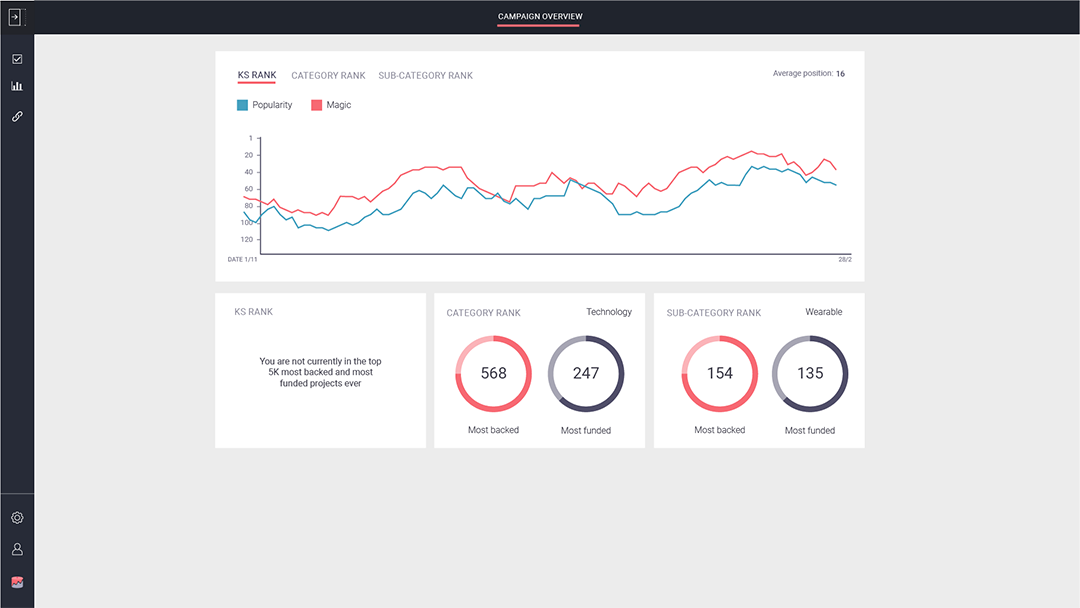 CAMPAIGN OVERVIEW
KS RANK CATEGORY RANK SUB-CATEGORY RANK Average position: 16
Popularity Magic
1
20
40
60
80
100
120
DATE 1/11 28/2
KS RANK
You are not currently in the top
5K most backed and most
funded projects ever
CATEGORY RANK Technology
568 247
Most backed Most funded
SUB-CATEGORY RANK Wearable
154 135
Most backed Most funded